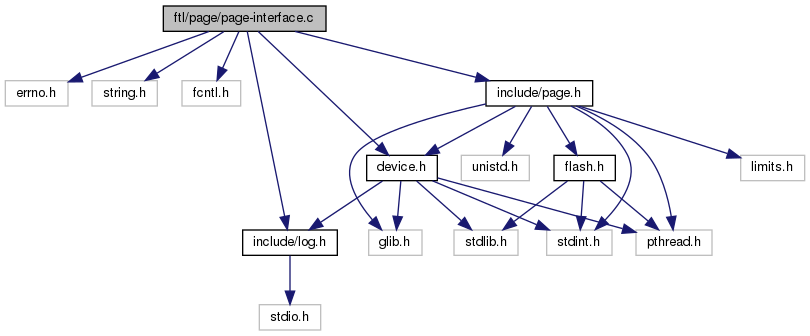 ftl/page/page-interface.c
errno.h
string.h
fcntl.h
include/page.h
device.h
unistd.h
flash.h
limits.h
include/log.h
glib.h
stdlib.h
stdint.h
pthread.h
stdio.h